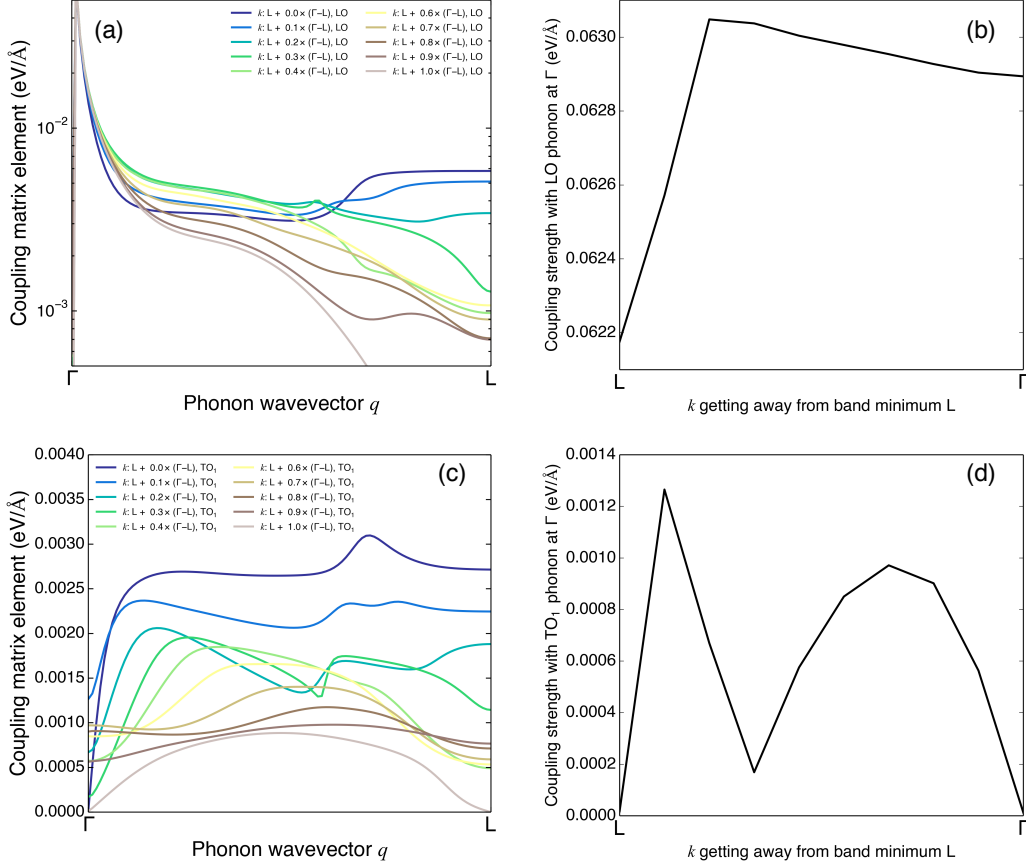 (a)
k: L + 0.0× (Γ−L), LO
k: L + 0.1× (Γ−L), LO
k: L + 0.2× (Γ−L), LO
k: L + 0.3× (Γ−L), LO
k: L + 0.4× (Γ−L), LO
k: L + 0.6× (Γ−L), LO
k: L + 0.7× (Γ−L), LO
k: L + 0.8× (Γ−L), LO
k: L + 0.9× (Γ−L), LO
k: L + 1.0× (Γ−L), LO
Coupling matrix element (eV/Å)
10⁻²
10⁻³
Γ
L
Phonon wavevector q
(b)
Coupling strength with LO phonon at Γ (eV/Å)
0.0630
0.0628
0.0626
0.0624
0.0622
L
Γ
k getting away from band minimum L
(c)
k: L + 0.0× (Γ−L), TO₁
k: L + 0.1× (Γ−L), TO₁
k: L + 0.2× (Γ−L), TO₁
k: L + 0.3× (Γ−L), TO₁
k: L + 0.4× (Γ−L), TO₁
k: L + 0.6× (Γ−L), TO₁
k: L + 0.7× (Γ−L), TO₁
k: L + 0.8× (Γ−L), TO₁
k: L + 0.9× (Γ−L), TO₁
k: L + 1.0× (Γ−L), TO₁
Coupling matrix element (eV/Å)
0.0040
0.0035
0.0030
0.0025
0.0020
0.0015
0.0010
0.0005
0.0000
Γ
L
Phonon wavevector q
(d)
Coupling strength with TO₁ phonon at Γ (eV/Å)
0.0014
0.0012
0.0010
0.0008
0.0006
0.0004
0.0002
0.0000
L
Γ
k getting away from band minimum L